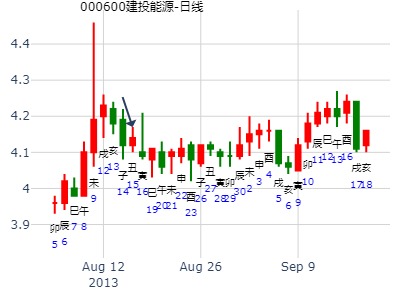 000600建投能源-日线
4.4
4.3
4.2
4.1
4
3.9
卯
5
辰
6
巳
7
午
8
未
9
戌
12
亥
13
子
14
丑
15
寅
16
巳
19
午
20
未
21
申
22
酉
23
子
26
丑
27
寅
28
卯
29
辰
30
未
2
申
3
酉
4
戌
5
亥
6
寅
9
卯
10
辰
11
巳
12
午
13
酉
16
戌
17
亥
18
Aug 12
2013
Aug 26
Sep 9